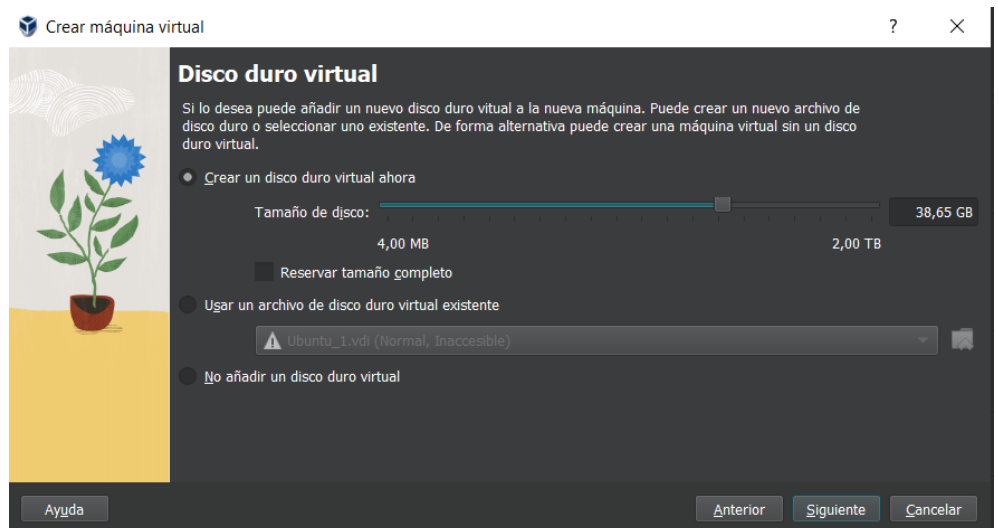 Crear máquina virtual
?
Disco duro virtual
Si lo desea puede añadir un nuevo disco duro vitual a la nueva máquina. Puede crear un nuevo archivo de
disco duro o seleccionar uno existente. De forma alternativa puede crear una máquina virtual sin un disco
duro virtual.
Crear un disco duro virtual ahora
Tamaño de disco:
38,65 GB
4,00 MB 2,00 TB
Reservar tamaño completo
Usar un archivo de disco duro virtual existente
Ubuntu_1.vdi (Normal, Inaccesible)
No añadir un disco duro virtual
Ayuda Anterior Siguiente Cancelar